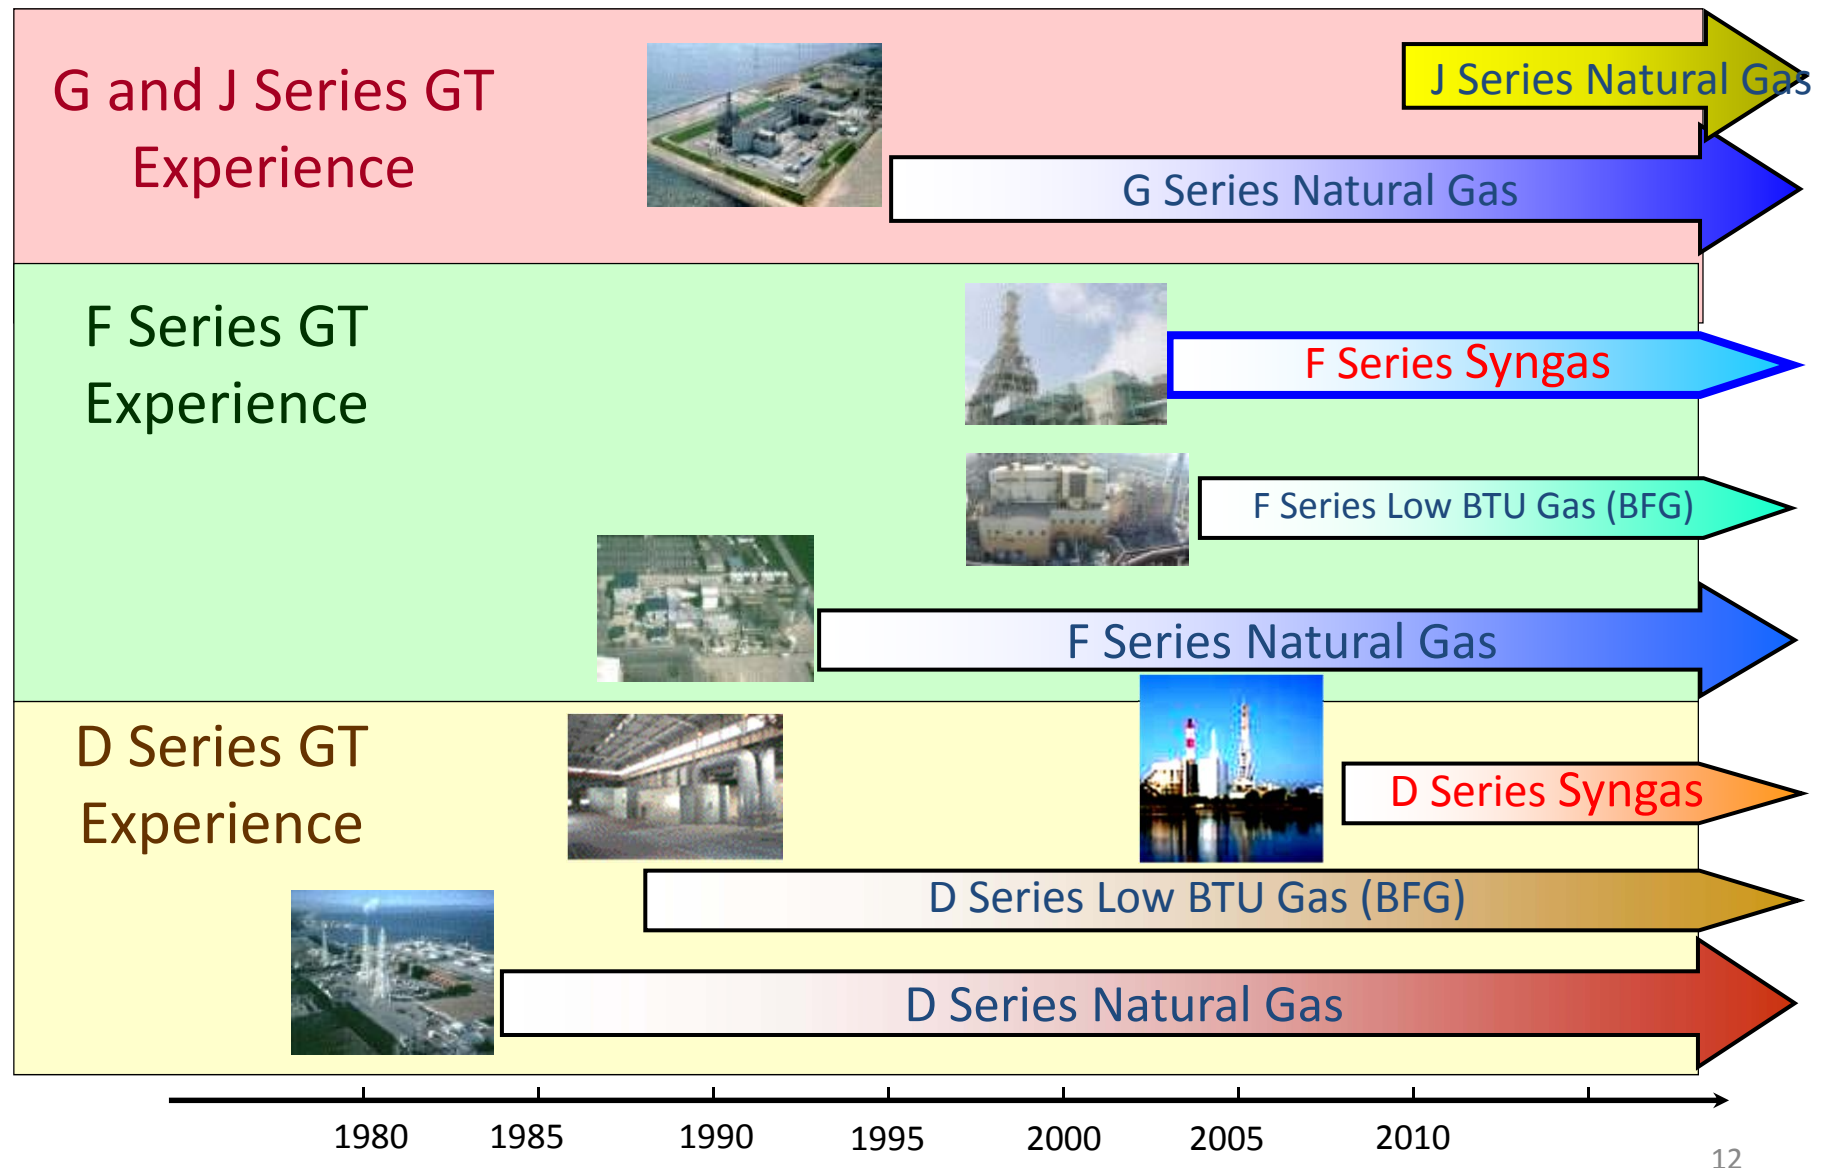 G and J Series GT
Experience
J Series Natural Gas
G Series Natural Gas
F Series GT
Experience
F Series Syngas
F Series Low BTU Gas (BFG)
F Series Natural Gas
D Series GT
Experience
D Series Syngas
D Series Low BTU Gas (BFG)
D Series Natural Gas
1980 1985 1990 1995 2000 2005 2010
12